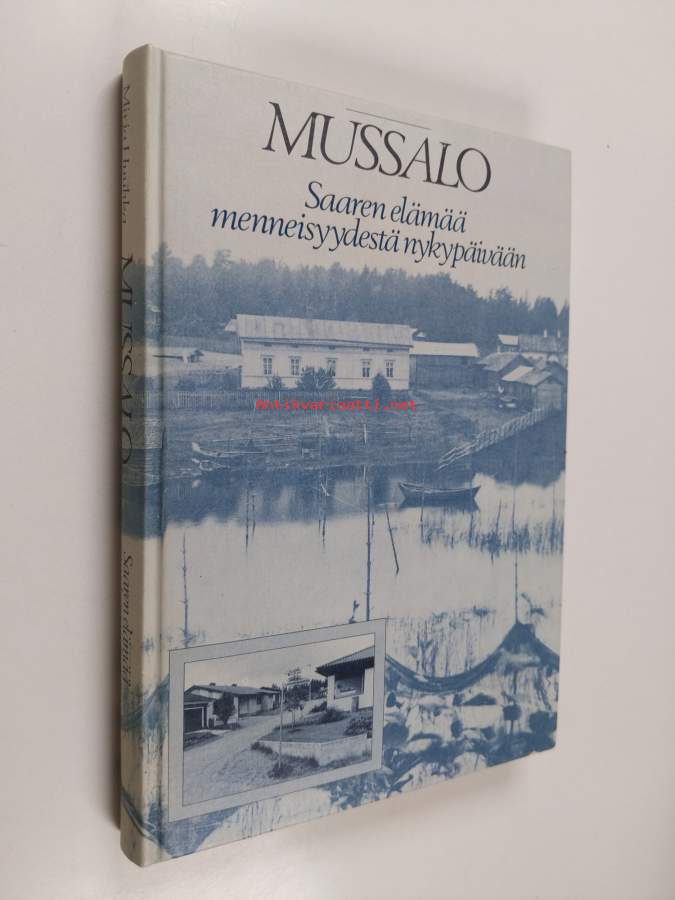 MUSSALO
Saaren elämää
menneisyydestä nykypäivään
antikvariaatti.net
MUSSALO
Saaren elämää